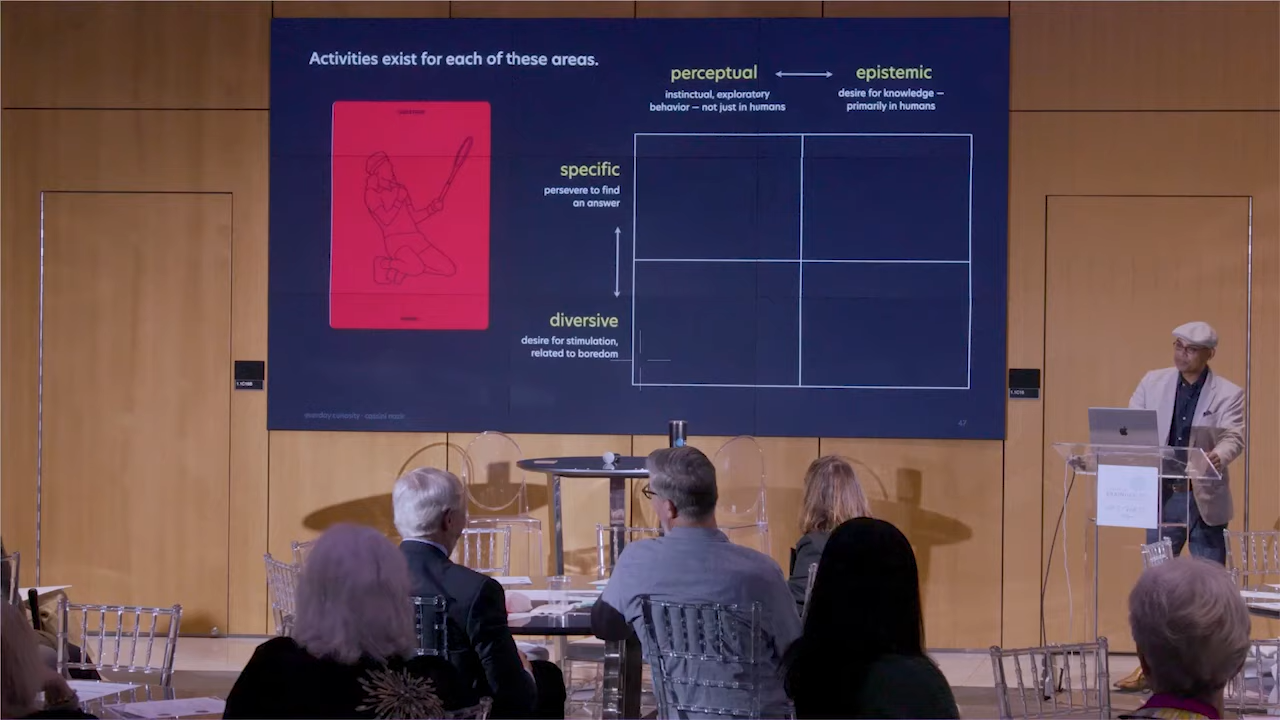 Activities exist for each of these areas.
perceptual
epistemic
instinctual, exploratory
behavior — not just in humans
desire for knowledge —
primarily in humans
specific
persevere to find
an answer
diversive
desire for stimulation,
related to boredom
47